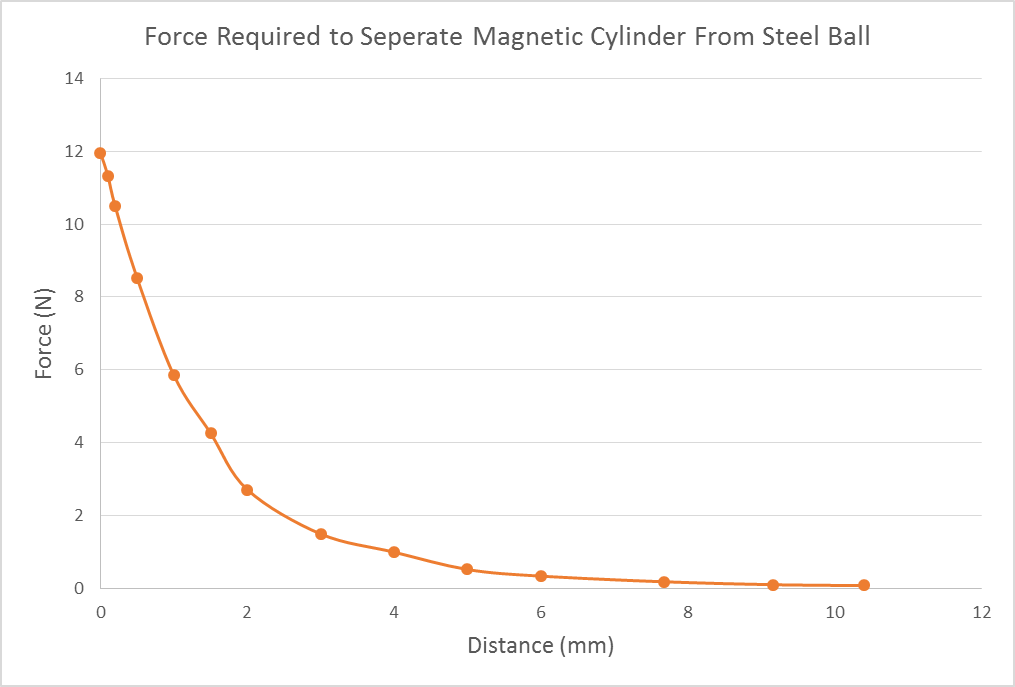 Force Required to Seperate Magnetic Cylinder From Steel Ball
14
12
10
8
6
4
2
0
Force (N)
0 2 4 6 8 10 12
Distance (mm)